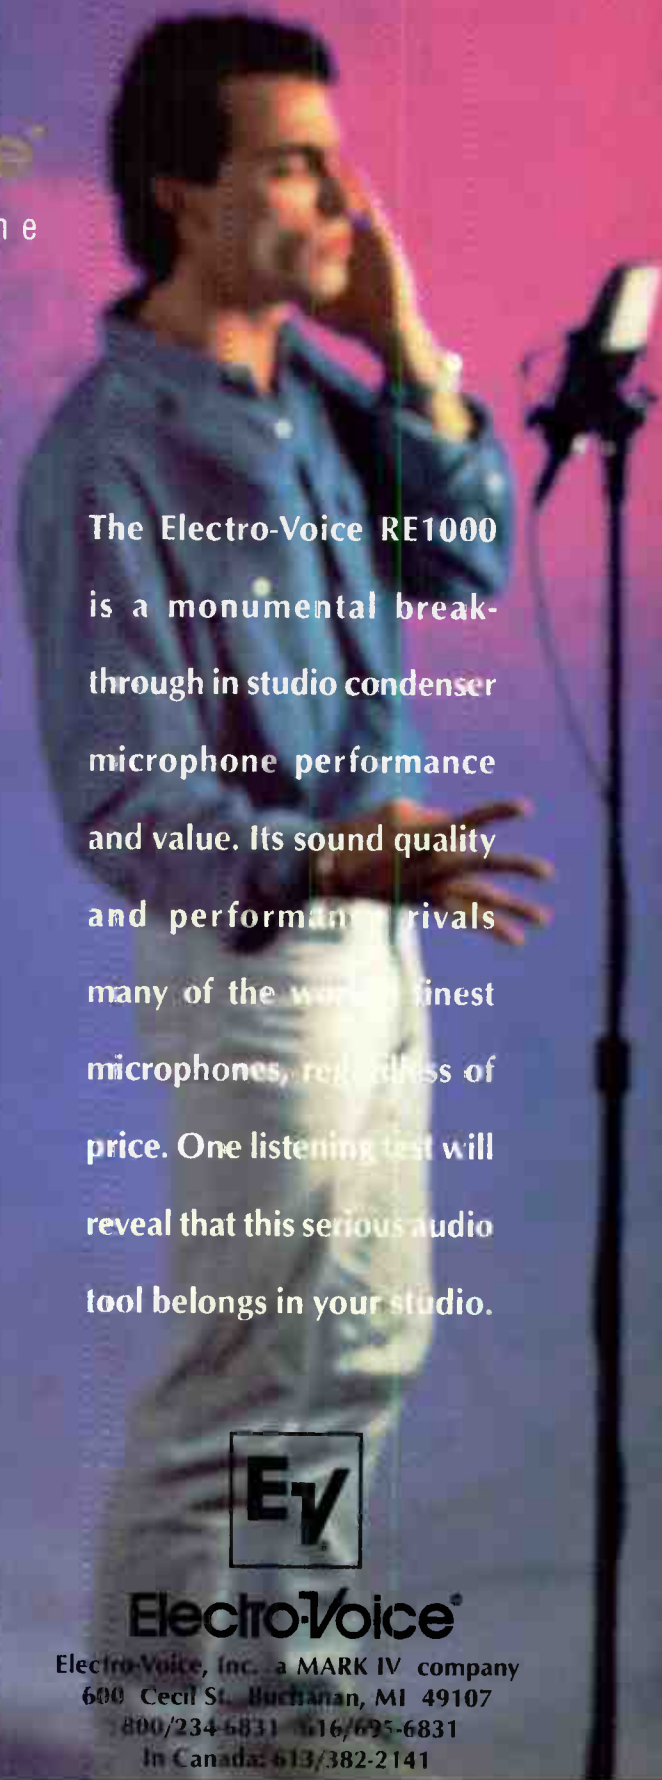 n e
The Electro-Voice RE1000
is a monumental break-
through in studio condenser
microphone performance
and value. Its sound quality
and performance rivals
many of the world's finest
microphones, regardless of
price. One listening test will
reveal that this serious audio
tool belongs in your studio.
EV
Electro-Voice®
Electro-Voice, Inc. a MARK IV company
600 Cecil St. Buchanan, MI 49107
800/234-6831 616/695-6831
In Canada: 613/382-2141